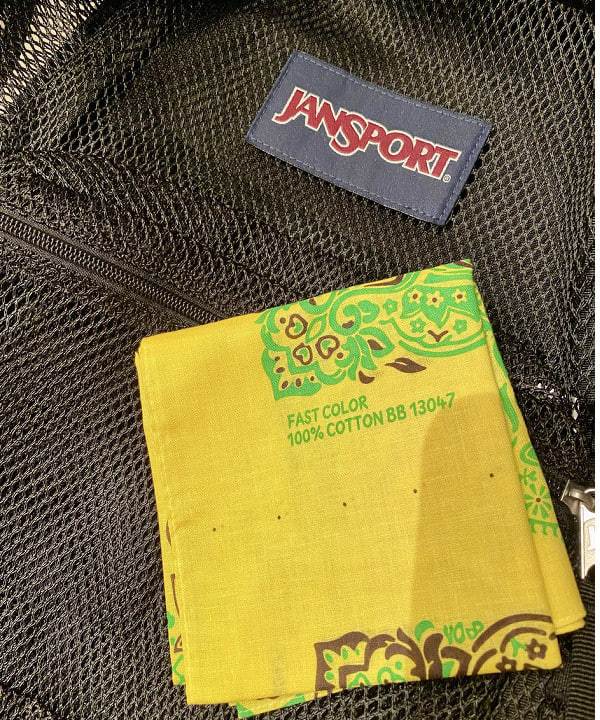 JANSPORT®
FAST COLOR
100% COTTON BB 13047